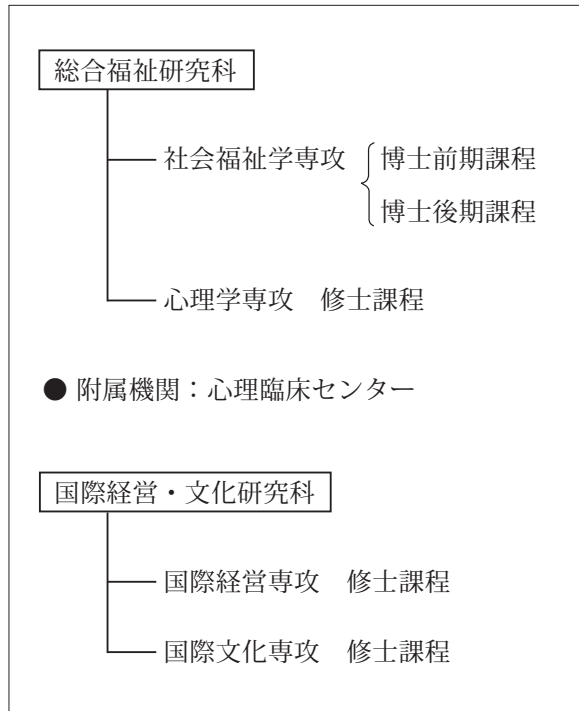 総合福祉研究科
社会福祉学専攻 博士前期課程
博士後期課程
心理学専攻 修士課程
● 附属機関：心理臨床センター
国際経営・文化研究科
国際経営専攻 修士課程
国際文化専攻 修士課程